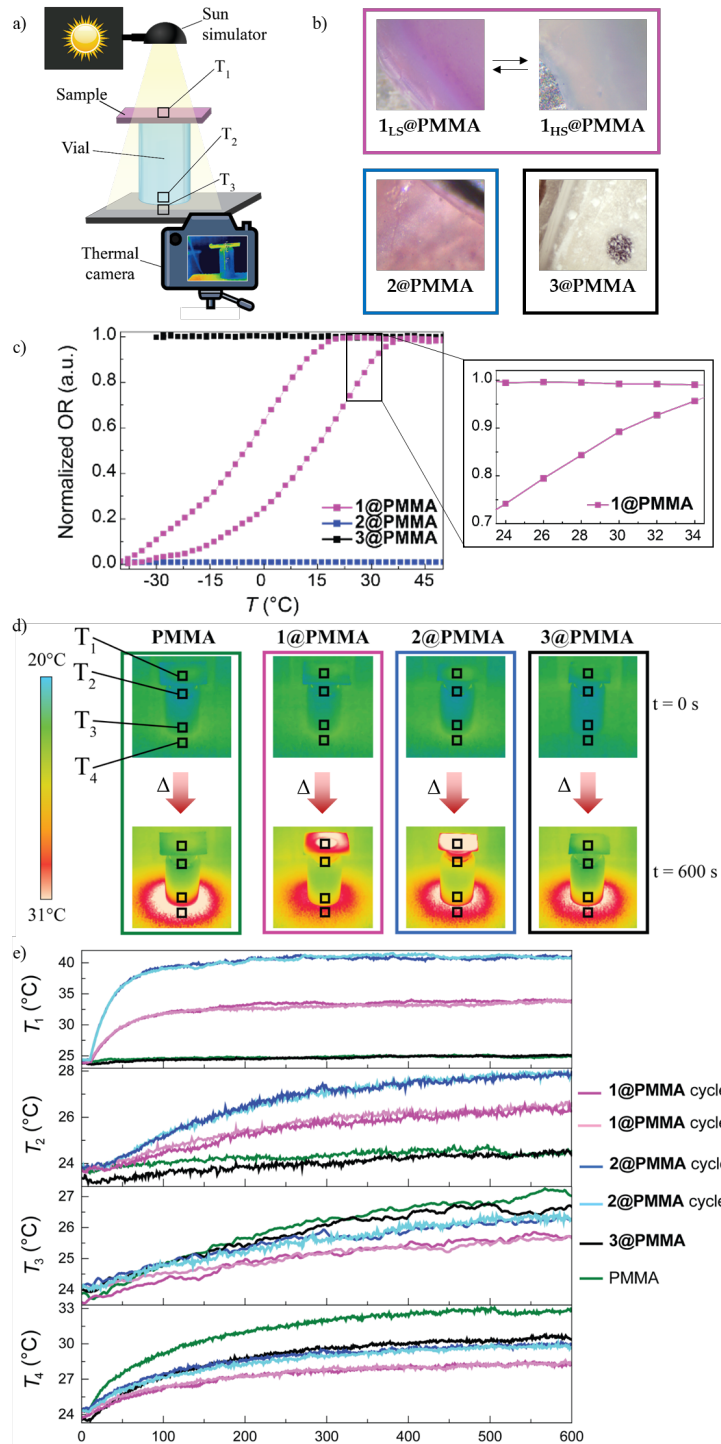 a)
Sun
simulator
T1
Sample
Vial
T2
T3
Thermal
camera
b)
1LS@PMMA
1HS@PMMA
2@PMMA
3@PMMA
c)
Normalized OR (a.u.)
1.0
0.8
0.6
0.4
0.2
0.0
-30 -15 0 15 30 45
T (°C)
1@PMMA
2@PMMA
3@PMMA
1.0
0.9
0.8
0.7
24 26 28 30 32 34
1@PMMA
d)
PMMA 1@PMMA 2@PMMA 3@PMMA
20°C
31°C
T1
T2
T3
T4
t = 0 s
Δ Δ Δ Δ
t = 600 s
e)
T1 (°C)
40
35
30
25
T2 (°C)
28
26
24
T3 (°C)
27
26
25
24
T4 (°C)
33
30
27
24
0 100 200 300 400 500 600
1@PMMA cycle
1@PMMA cycle
2@PMMA cycle
2@PMMA cycle
3@PMMA
PMMA